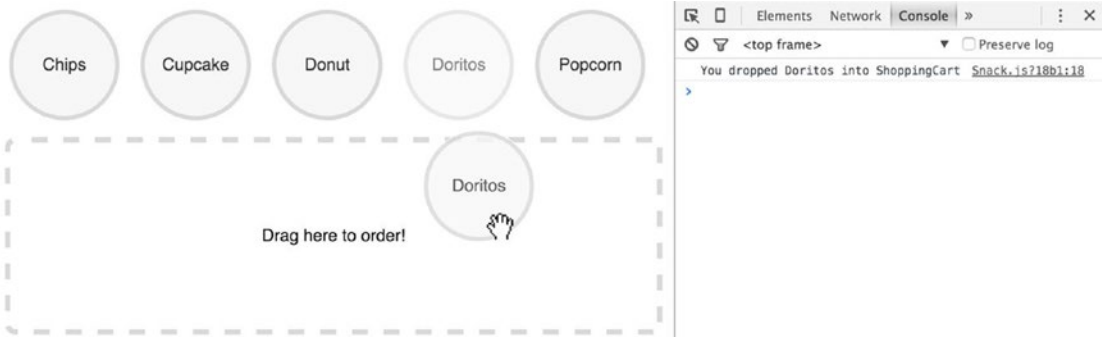 Chips
Cupcake
Donut
Doritos
Popcorn
Doritos
Drag here to order!
Elements Network Console »
<top frame> ▼ Preserve log
You dropped Doritos into ShoppingCart Snack.js?18b1:18
>